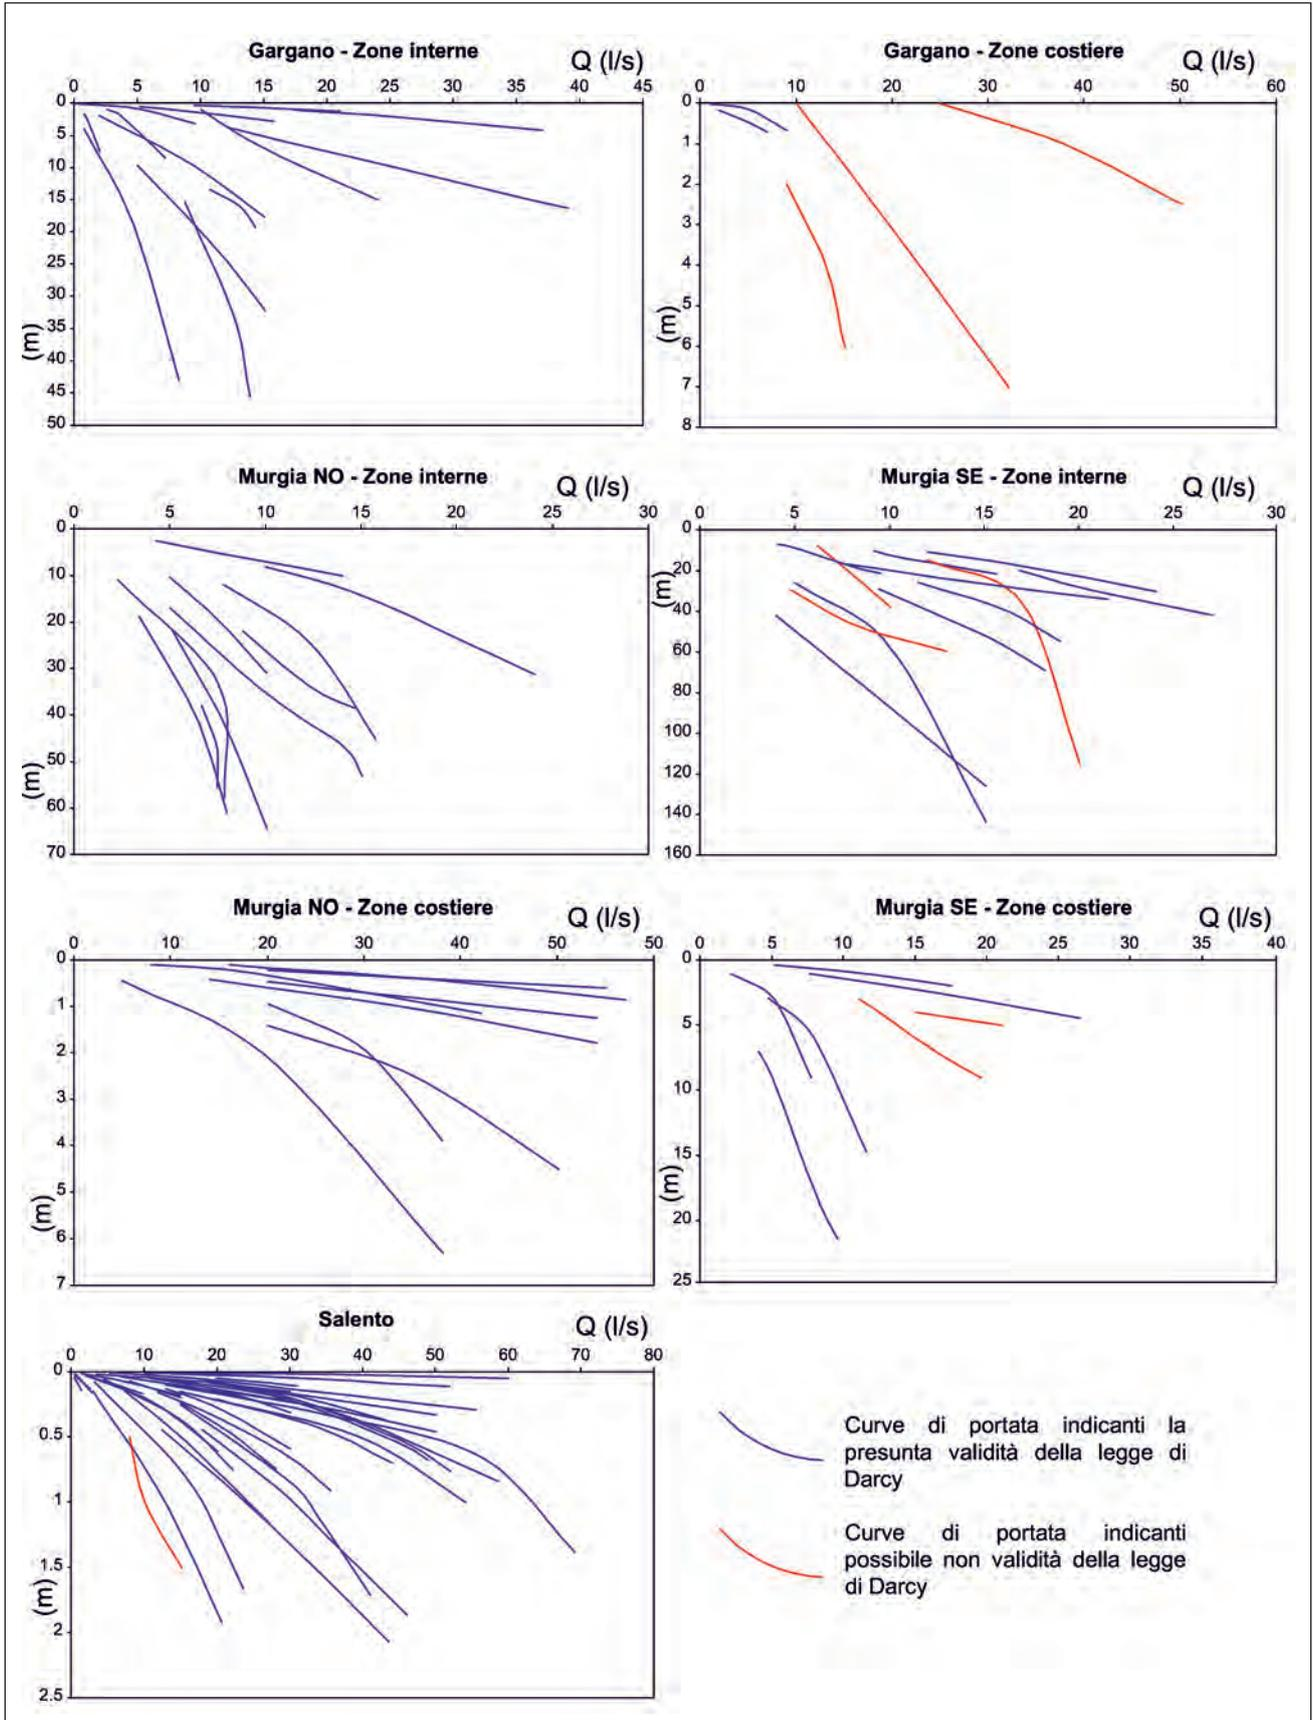 Gargano - Zone interne
Q (l/s)
0 5 10 15 20 25 30 35 40 45
0
5
10
15
20
25
30
35
40
45
50
(m)
Gargano - Zone costiere
Q (l/s)
0 10 20 30 40 50 60
0
1
2
3
4
5
6
7
8
(m)
Murgia NO - Zone interne
Q (l/s)
0 5 10 15 20 25 30
0
10
20
30
40
50
60
70
(m)
Murgia SE - Zone interne
Q (l/s)
0 5 10 15 20 25 30
0
20
40
60
80
100
120
140
160
(m)
Murgia NO - Zone costiere
Q (l/s)
0 10 20 30 40 50 50
0
1
2
3
4
5
6
7
(m)
Murgia SE - Zone costiere
Q (l/s)
0 5 10 15 20 25 30 35 40
0
5
10
15
20
25
(m)
Salento
Q (l/s)
0 10 20 30 40 50 60 70 80
0
0.5
1
1.5
2
2.5
(m)
Curve di portata indicanti la
presunta validità della legge di
Darcy
Curve di portata indicanti
possibile non validità della legge
di Darcy